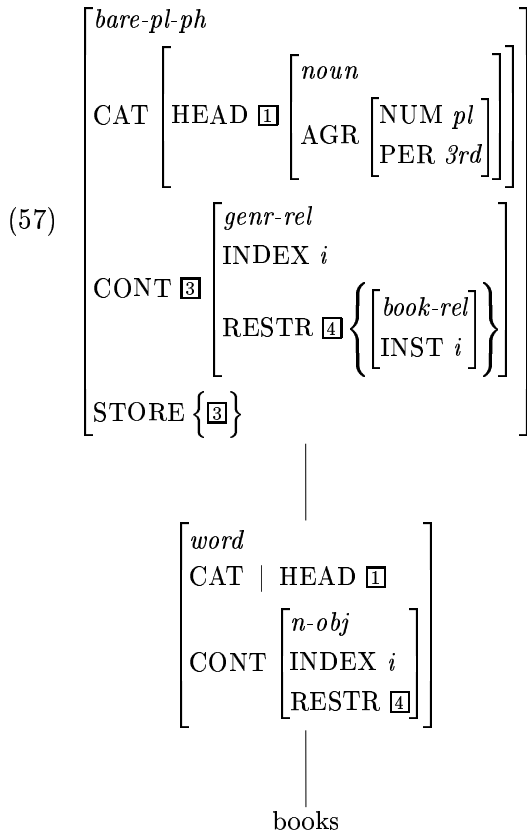 bare-pl-ph
CAT [HEAD 1 [noun
AGR [NUM pl
PER 3rd]]]
(57)
CONT 3 [genr-rel
INDEX i
RESTR 4 {[book-rel
INST i]}]
STORE {3}
word
CAT | HEAD 1
CONT [n-obj
INDEX i
RESTR 4]
books